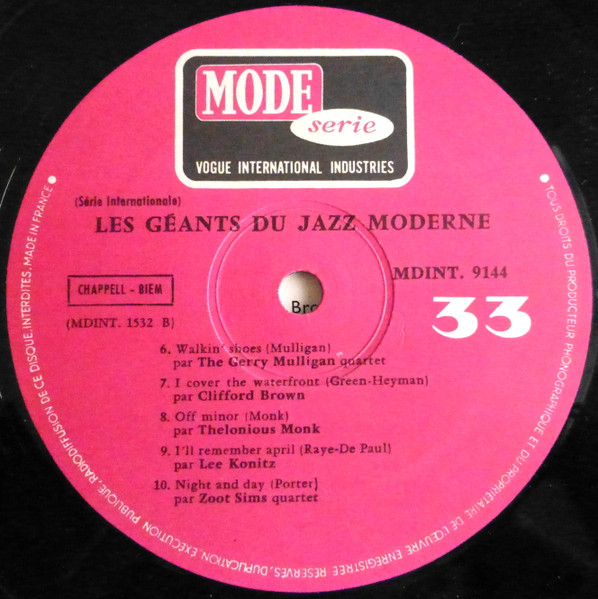 MODE
serie
VOGUE INTERNATIONAL INDUSTRIES
(Série Internationale)
LES GÉANTS DU JAZZ MODERNE
CHAPPELL - BIEM
MDINT. 9144
(MDINT. 1532 B)
33
Bro
6. Walkin' shoes (Mulligan)
par The Gerry Mulligan quartet
7. I cover the waterfront (Green-Heyman)
par Clifford Brown
8. Off minor (Monk)
par Thelonious Monk
9. I'll remember april (Raye-De Paul)
par Lee Konitz
10. Night and day (Porter)
par Zoot Sims quartet
• TOUS DROITS DU PRODUCTEUR PHONOGRAPHIQUE ET DU PROPRIETAIRE DE L'ŒUVRE ENREGISTREE RESERVES, DUPLICATION, EXECUTION PUBLIQUE, RADIODIFFUSION DE CE DISQUE, INTERDITES. MADE IN FRANCE •